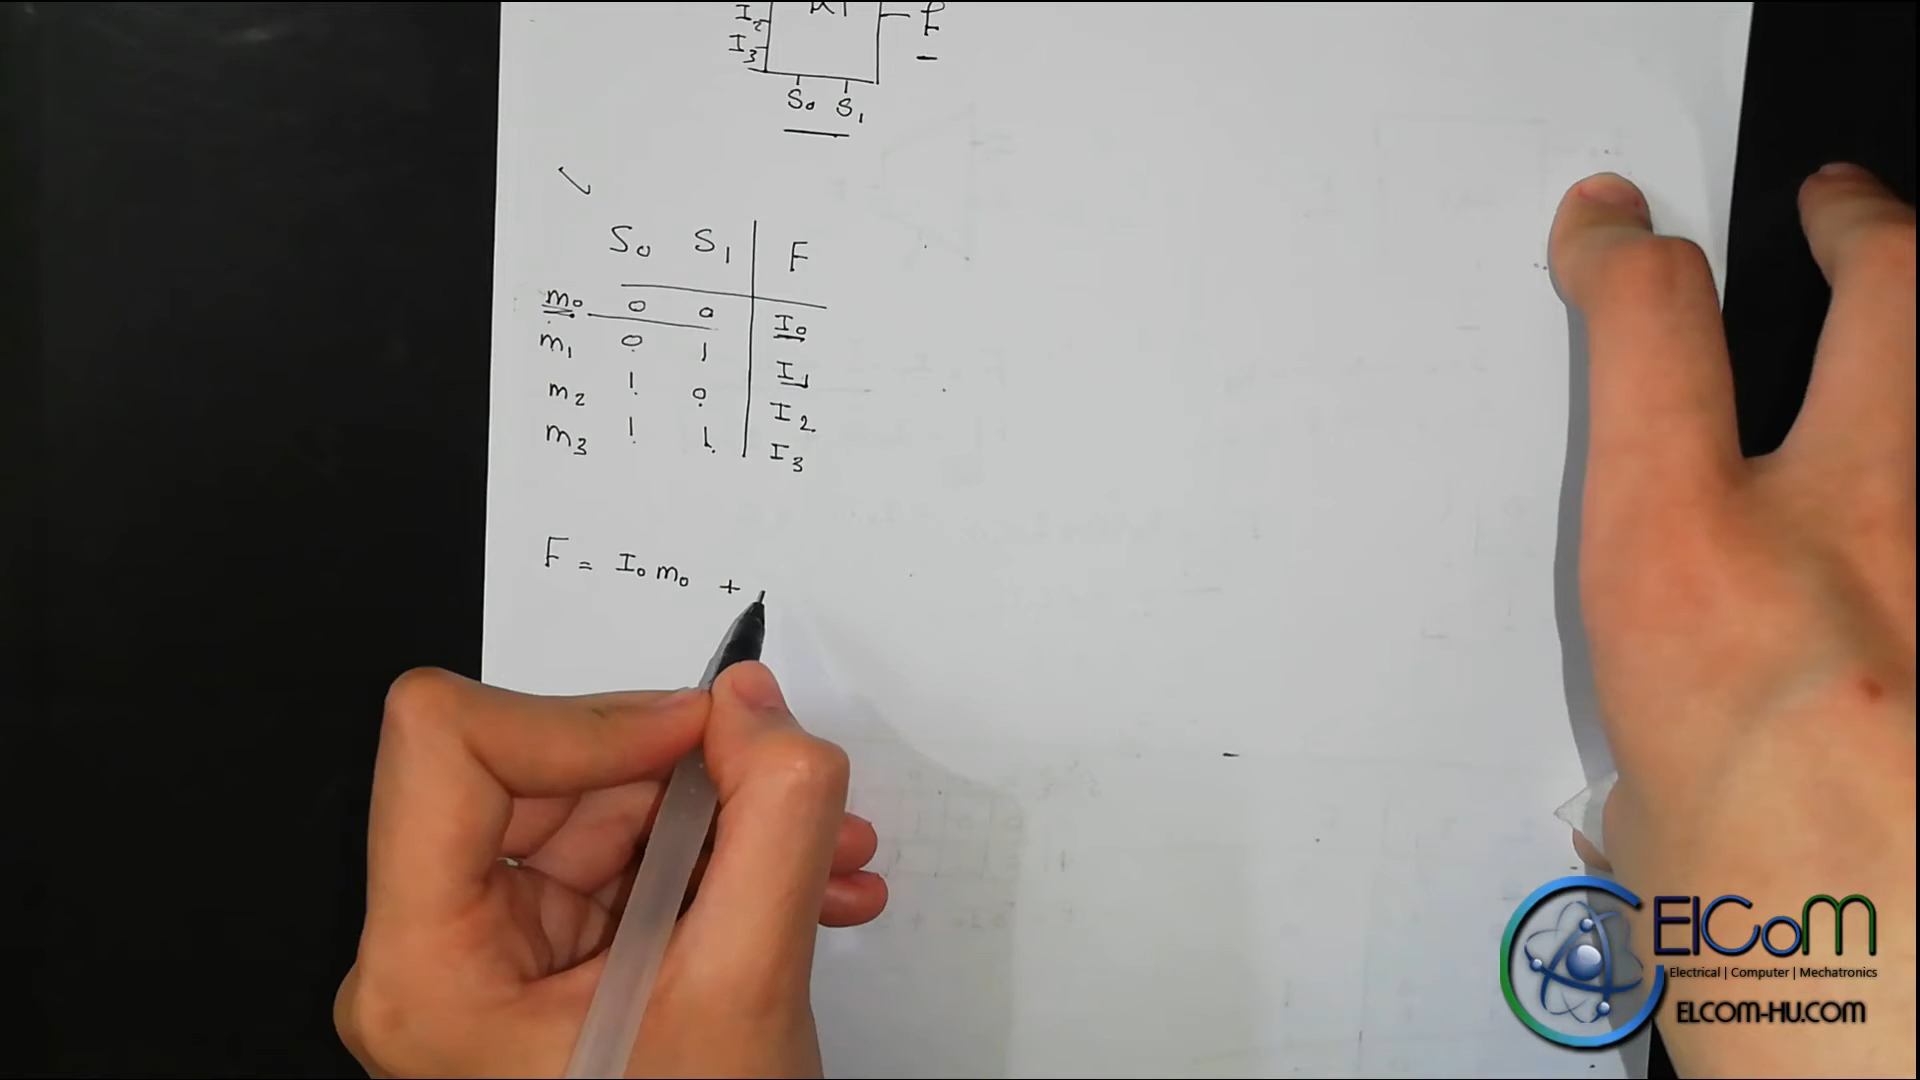 I2 F
I3
S0 S1
S0 S1 F
m0 0 0 I0
m1 0 1 I1
m2 1 0 I2
m3 1 1 I3
F = I0 m0 +
ElCoM
Electrical | Computer | Mechatronics
ELCOM-HU.COM